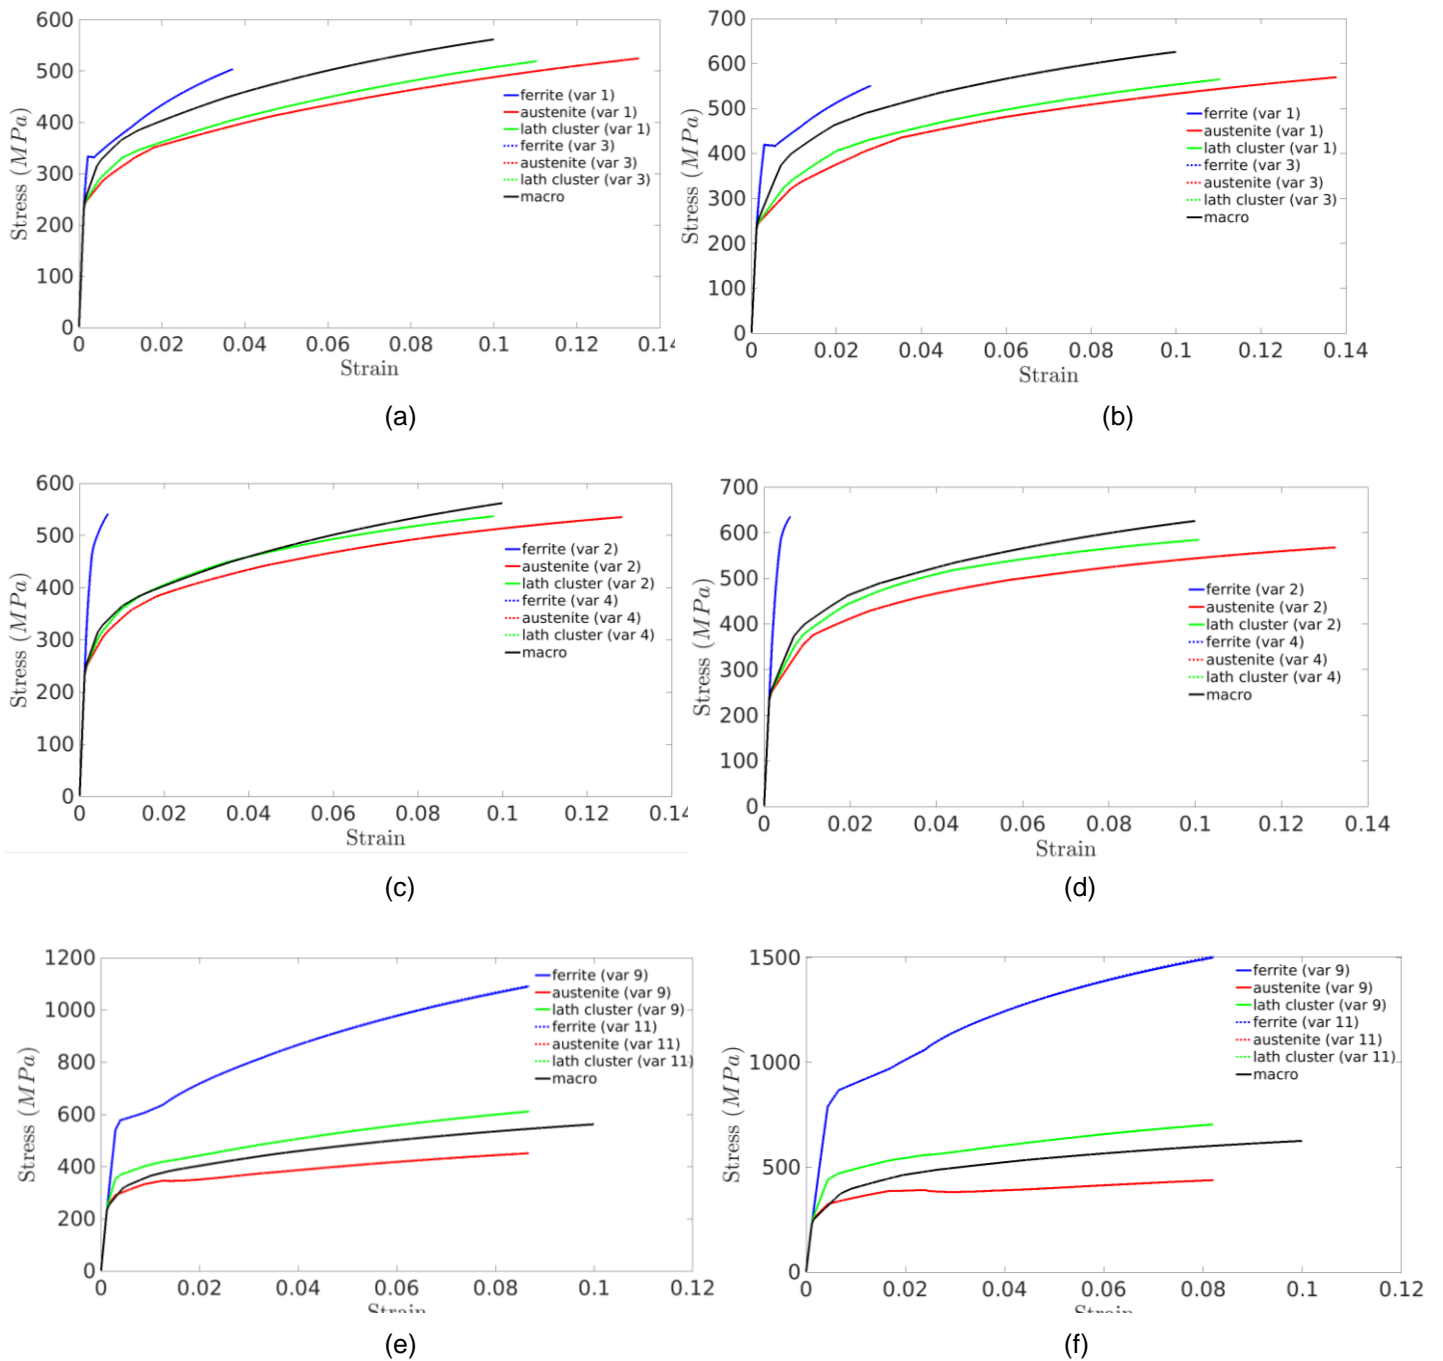 600
500
400
300
200
100
0
Stress (MPa)
ferrite (var 1)
austenite (var 1)
lath cluster (var 1)
ferrite (var 3)
austenite (var 3)
lath cluster (var 3)
macro
0 0.02 0.04 0.06 0.08 0.1 0.12 0.14
Strain
(a)
700
600
500
400
300
200
100
0
Stress (MPa)
ferrite (var 1)
austenite (var 1)
lath cluster (var 1)
ferrite (var 3)
austenite (var 3)
lath cluster (var 3)
macro
0 0.02 0.04 0.06 0.08 0.1 0.12 0.14
Strain
(b)
600
500
400
300
200
100
0
Stress (MPa)
ferrite (var 2)
austenite (var 2)
lath cluster (var 2)
ferrite (var 4)
austenite (var 4)
lath cluster (var 4)
macro
0 0.02 0.04 0.06 0.08 0.1 0.12 0.14
Strain
(c)
700
600
500
400
300
200
100
0
Stress (MPa)
ferrite (var 2)
austenite (var 2)
lath cluster (var 2)
ferrite (var 4)
austenite (var 4)
lath cluster (var 4)
macro
0 0.02 0.04 0.06 0.08 0.1 0.12 0.14
Strain
(d)
1200
1000
800
600
400
200
0
Stress (MPa)
ferrite (var 9)
austenite (var 9)
lath cluster (var 9)
ferrite (var 11)
austenite (var 11)
lath cluster (var 11)
macro
0 0.02 0.04 0.06 0.08 0.1 0.12
Strain
(e)
1500
1000
500
0
Stress (MPa)
ferrite (var 9)
austenite (var 9)
lath cluster (var 9)
ferrite (var 11)
austenite (var 11)
lath cluster (var 11)
macro
0 0.02 0.04 0.06 0.08 0.1 0.12
Strain
(f)